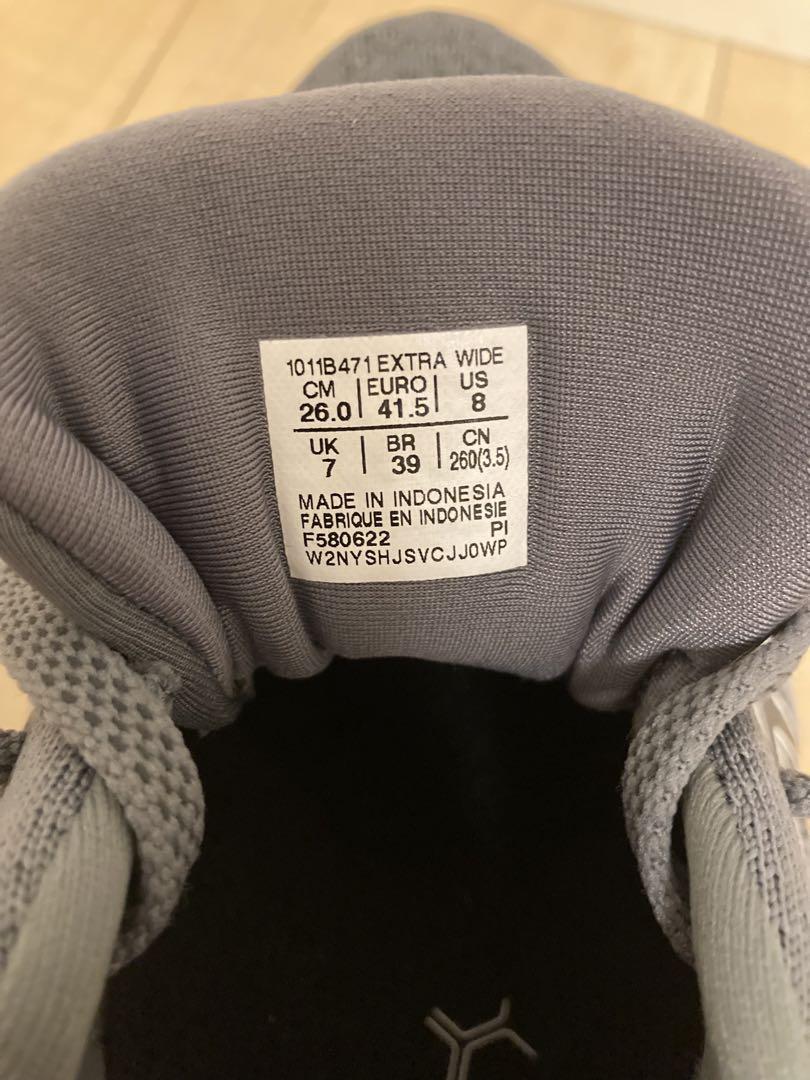 1011B471 EXTRA WIDE
CM | EURO | US
26.0 | 41.5 | 8
UK | BR | CN
7 | 39 | 260(3.5)
MADE IN INDONESIA
FABRIQUE EN INDONESIE
F580622 PI
W2NYSHJSVCJJ0WP